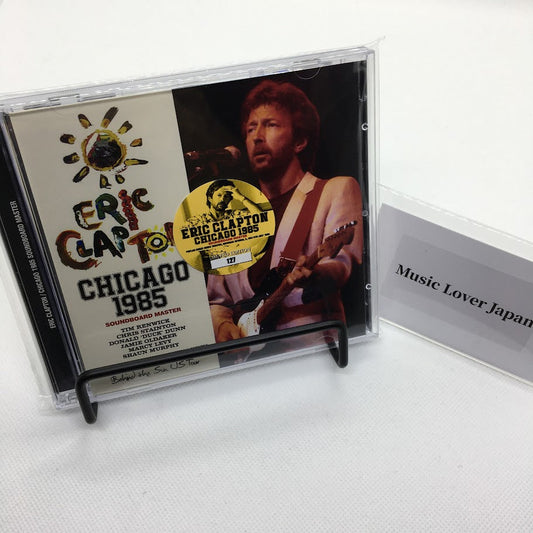 ERIC CLAPTON / CHICAGO 1985 SOUNDBOARD MASTER
ERIC
CLAPTON
CHICAGO
1985
SOUNDBOARD MASTER
TIM RENWICK
CHRIS STAINTON
DONALD "DUCK" DUNN
JAMIE OLDAKER
MARCY LEVY
SHAUN MURPHY
Behind the Sun U.S. Tour
ERIC CLAPTON
CHICAGO 1985
127
Music Lover Japan